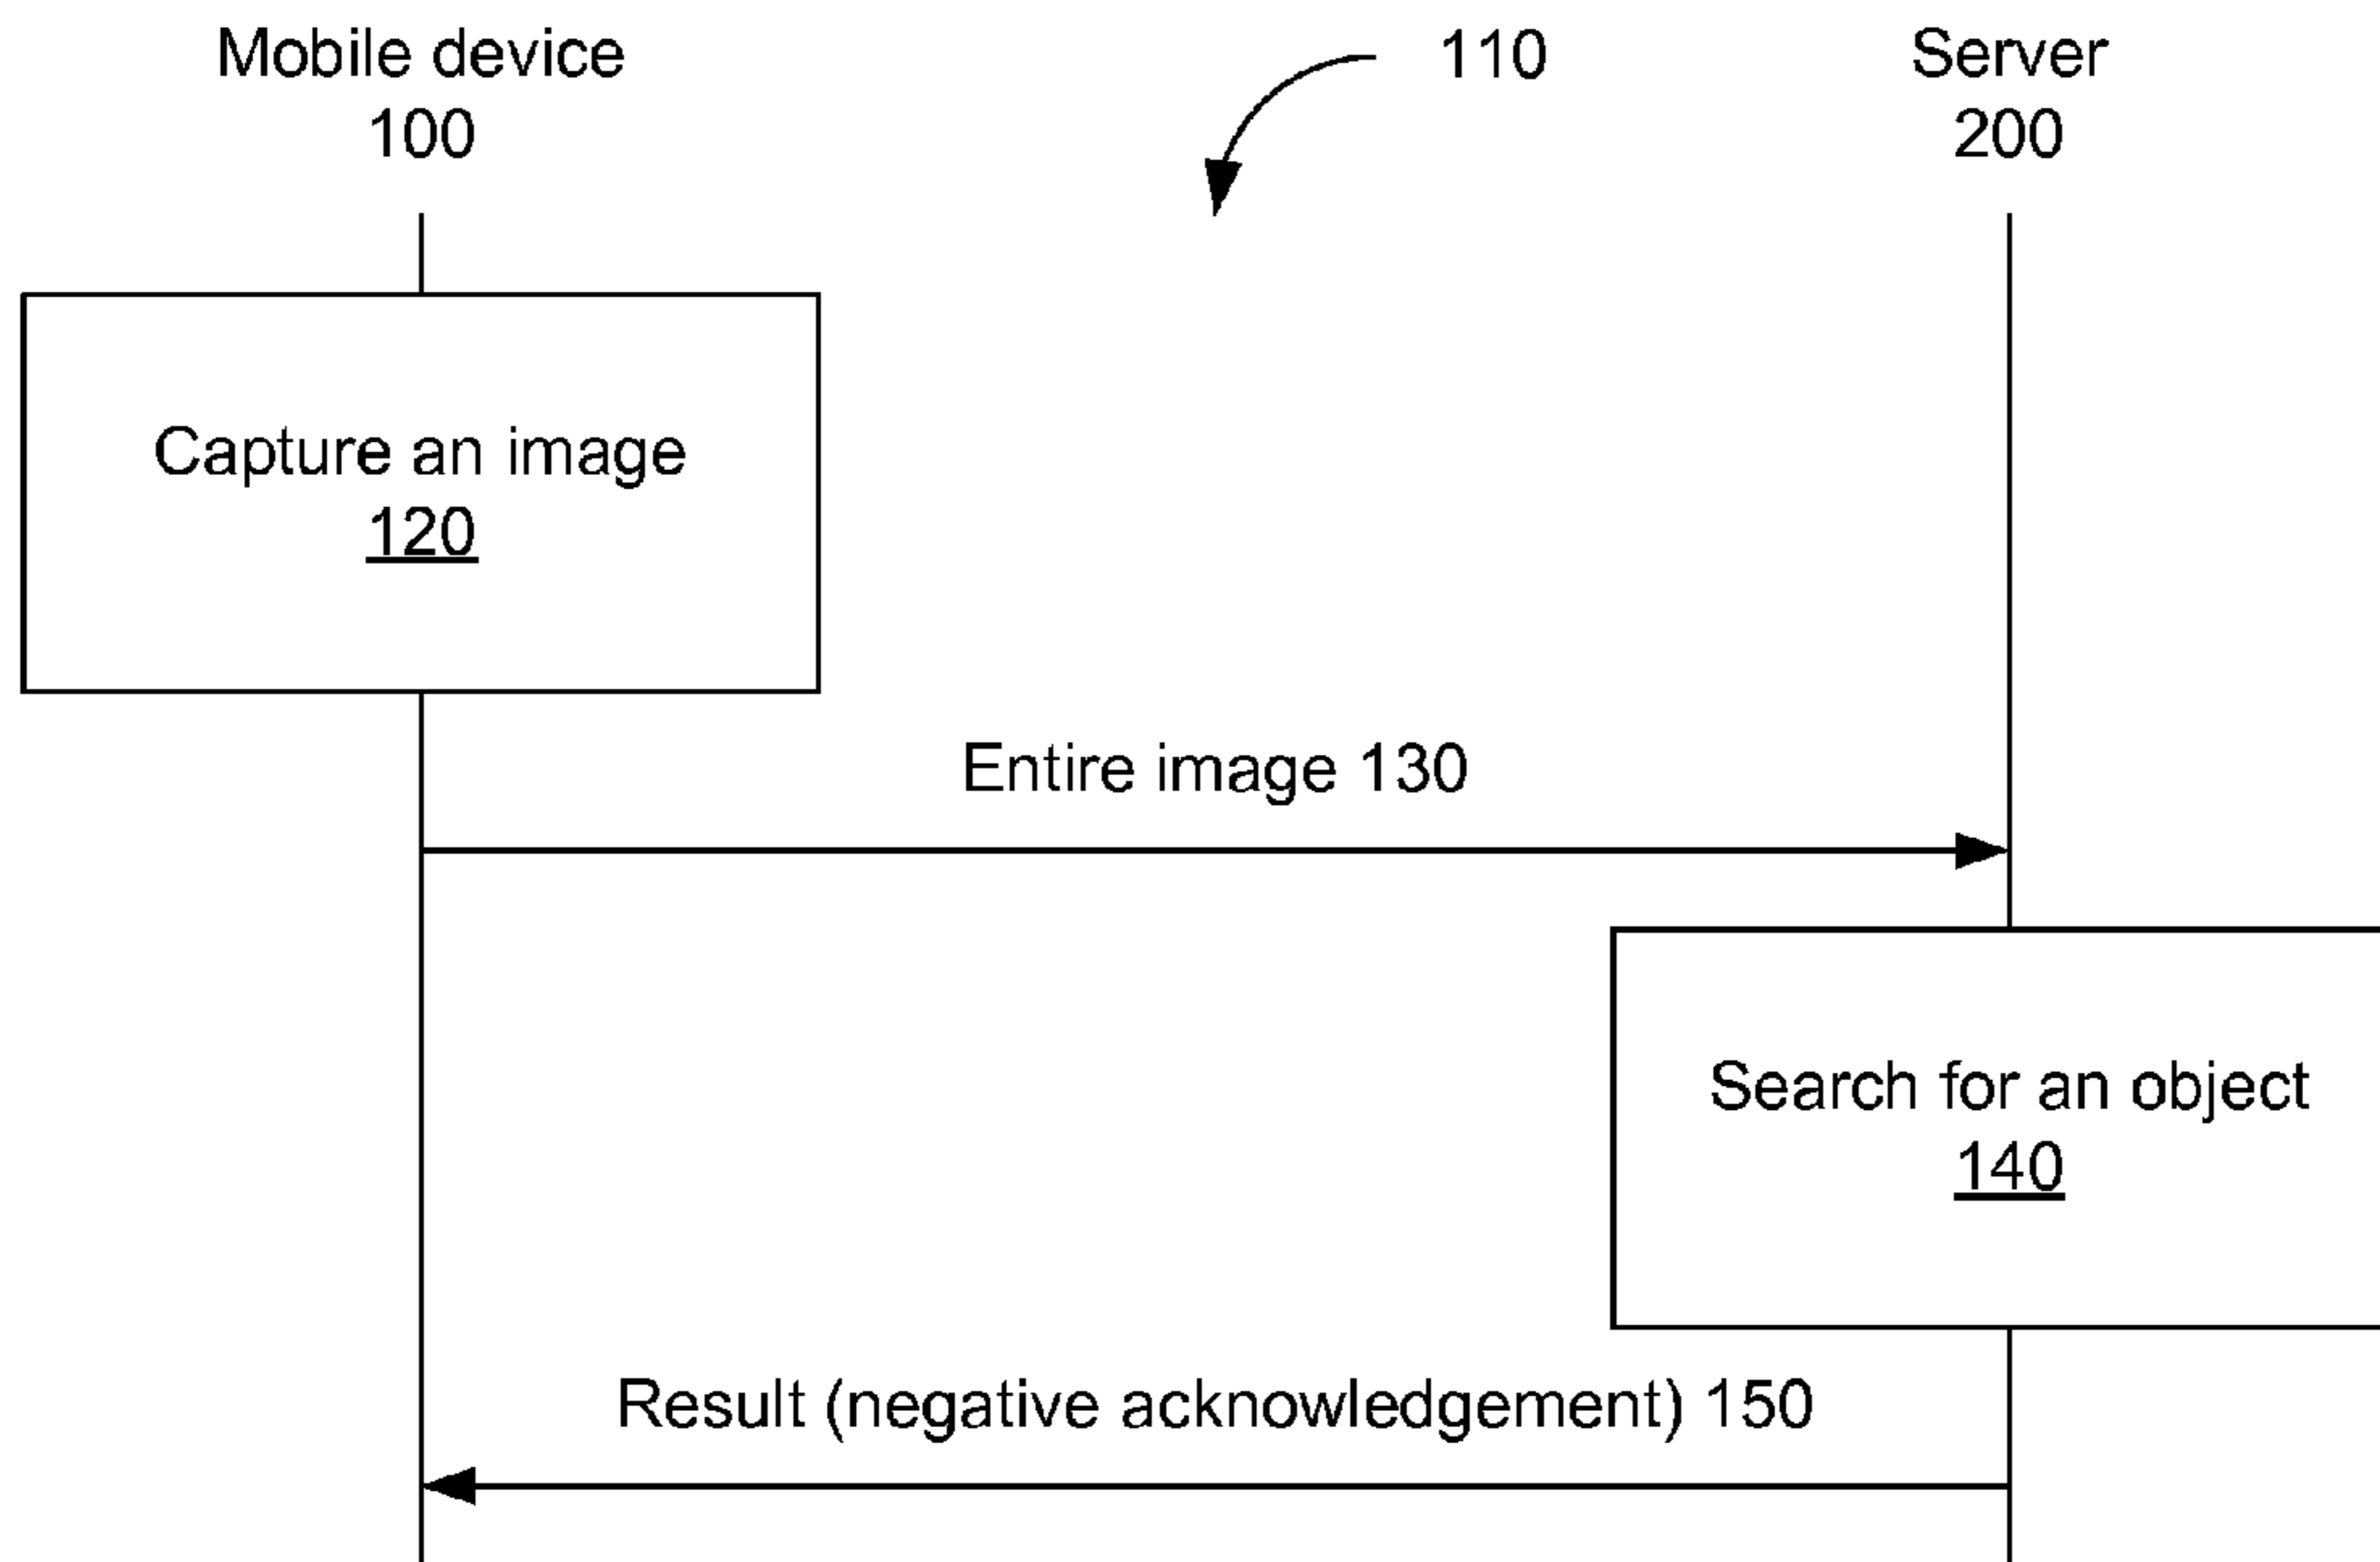 Mobile device
100
110
Server
200
Capture an image
120
Entire image 130
Search for an object
140
Result (negative acknowledgement) 150